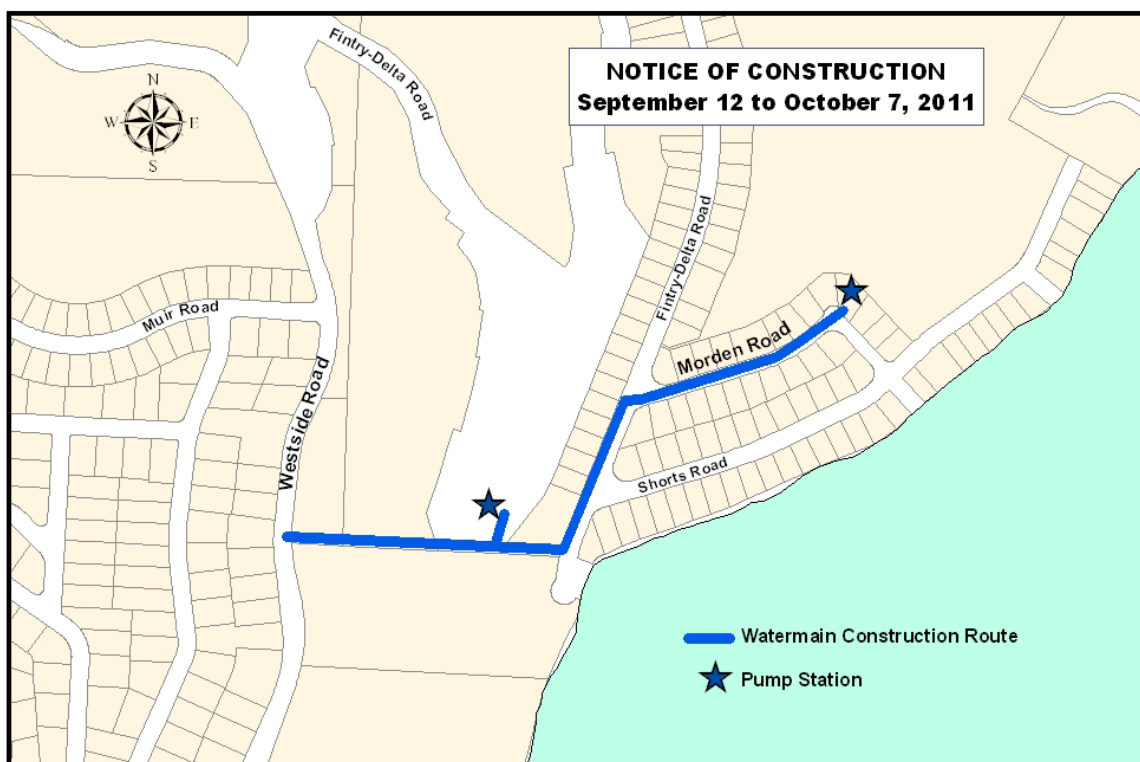 NOTICE OF CONSTRUCTION
September 12 to October 7, 2011
Fintry-Delta Road
N
W
E
S
Fintry-Delta Road
Muir Road
Morden Road
Westside Road
Shorts Road
Watermain Construction Route
Pump Station